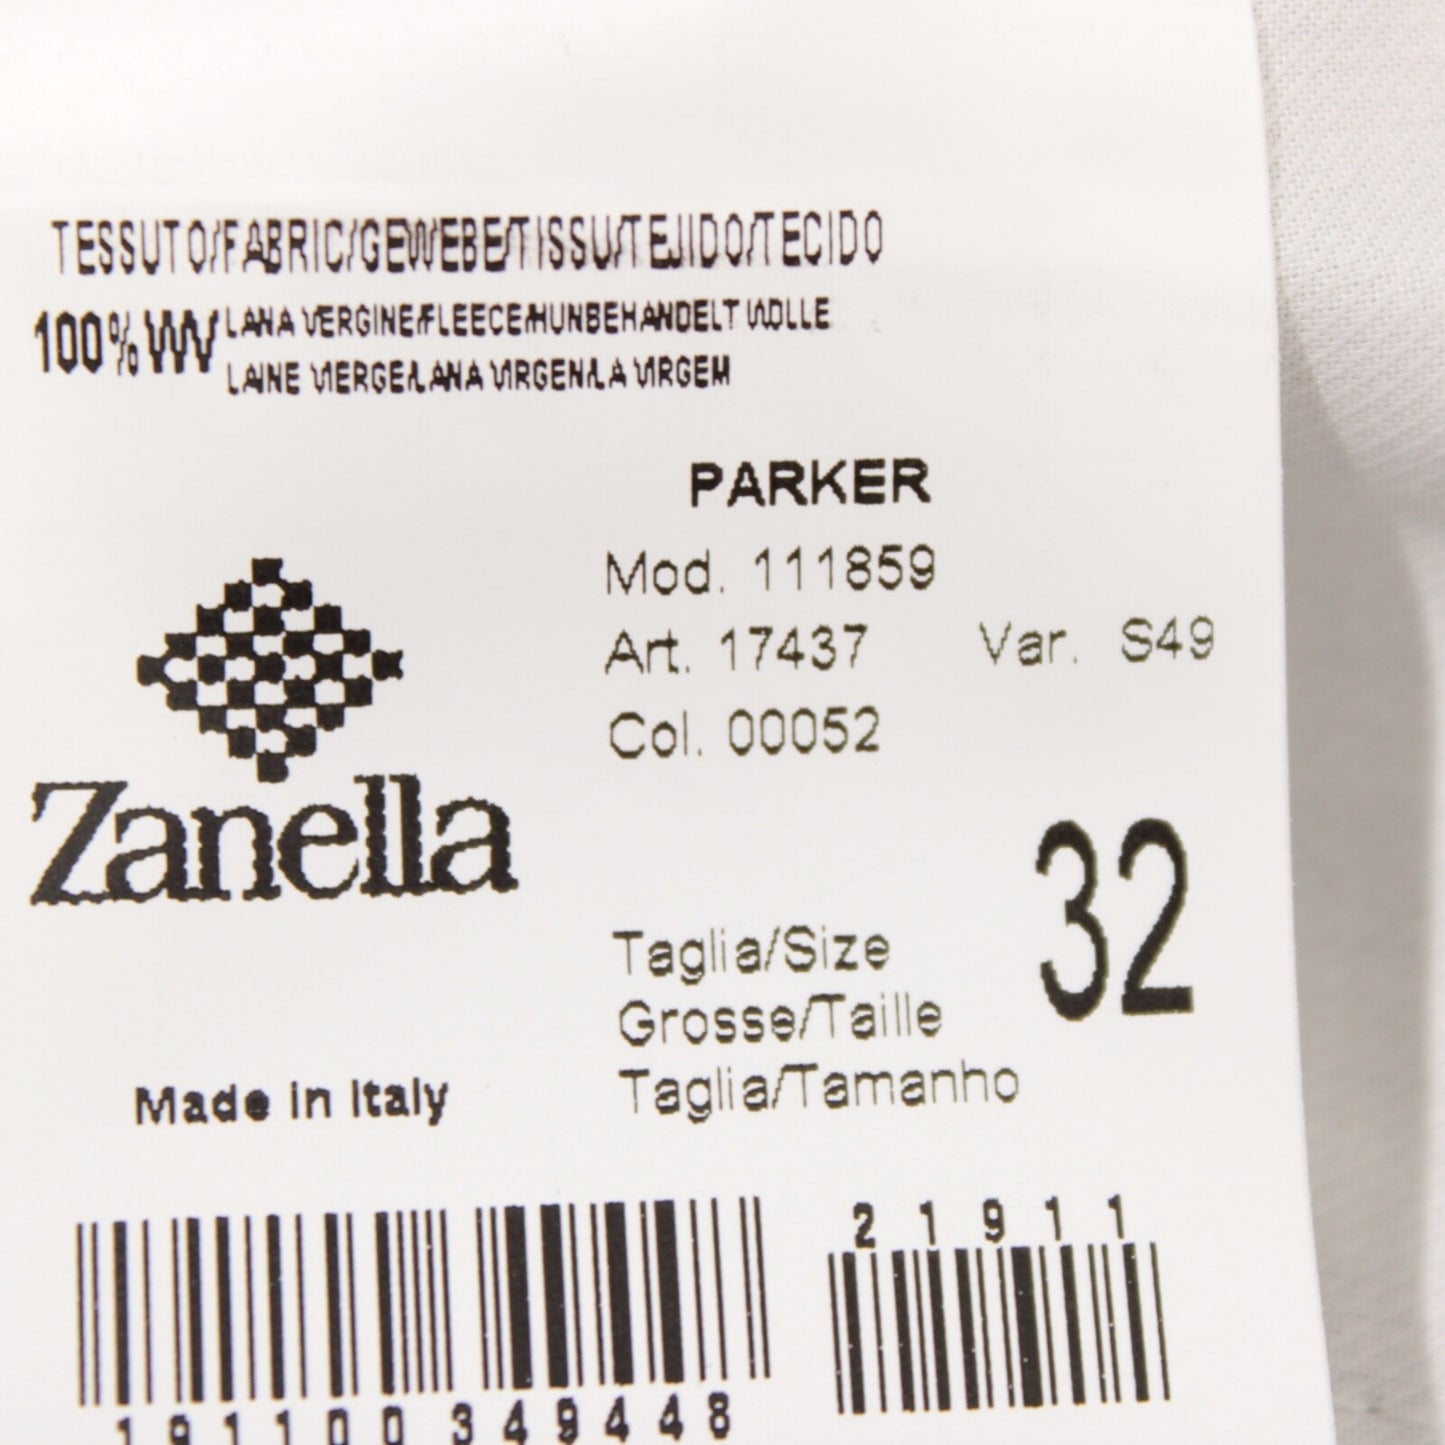 TESSUTO/FABRIC/GEWEBE/TISSU/TEJIDO/TECIDO
100% WV LANA VERGINE/FLEECE/HUNBEHANDELT WOLLE
LAINE VIERGE/LANA VIRGEN/LA VIRGEM
PARKER
Mod. 111859
Art. 17437 Var. S49
Col. 00052
Zanella
32
Taglia/Size
Grosse/Taille
Taglia/Tamanho
Made in Italy
21911
191100349448